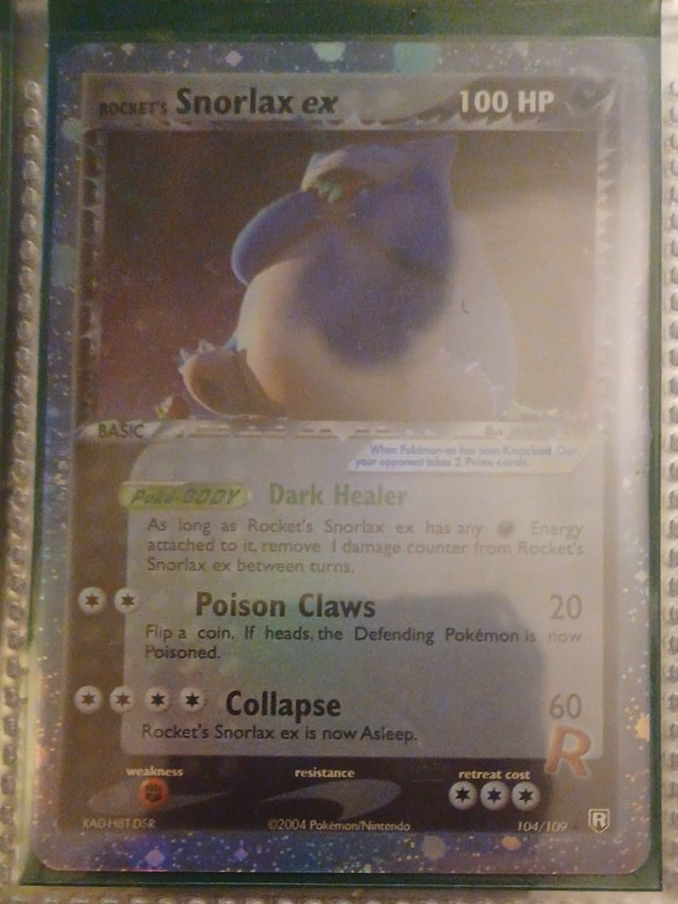 ROCKET'S Snorlax ex 100 HP
BASIC
When Pokémon-ex has been Knocked Out,
your opponent takes 2 Prize cards.
Poké-BODY Dark Healer
As long as Rocket's Snorlax ex has any Energy
attached to it, remove 1 damage counter from Rocket's
Snorlax ex between turns.
Poison Claws 20
Flip a coin. If heads, the Defending Pokémon is now
Poisoned.
Collapse 60
Rocket's Snorlax ex is now Asleep.
R
weakness resistance retreat cost
©2004 Pokémon/Nintendo 104/109 R